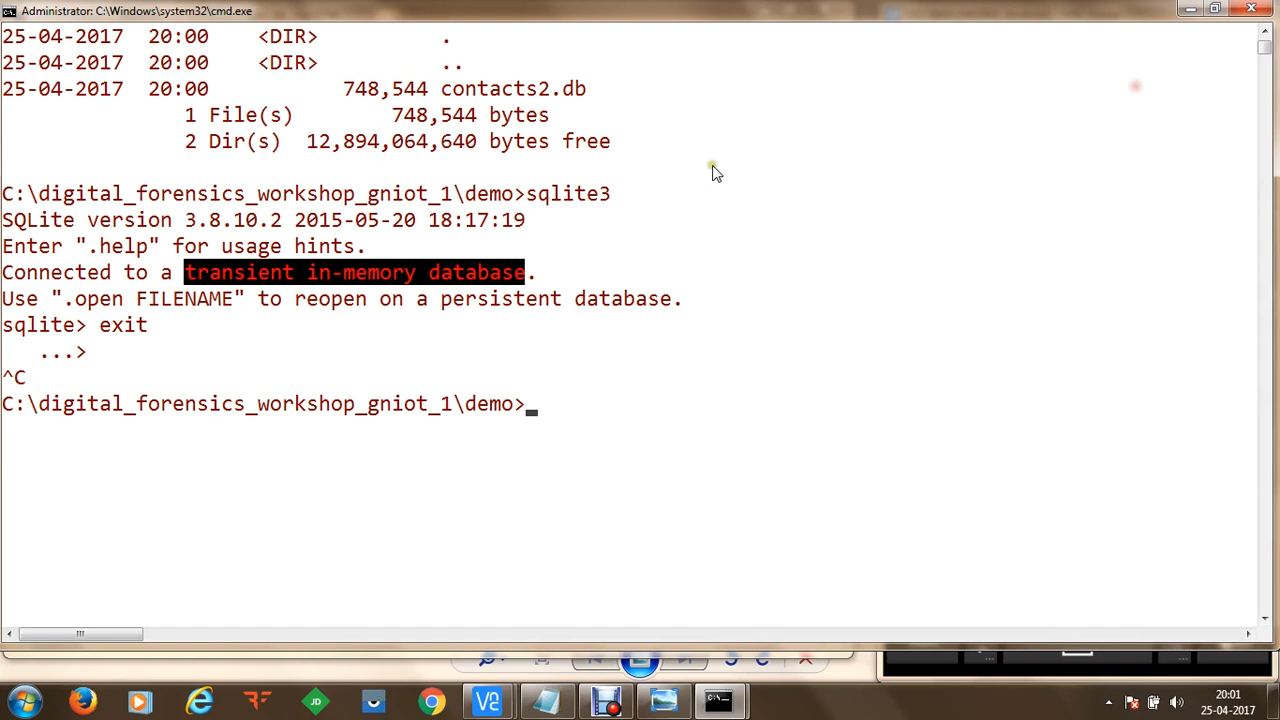 Administrator: C:\Windows\system32\cmd.exe
25-04-2017  20:00    <DIR>          .
25-04-2017  20:00    <DIR>          ..
25-04-2017  20:00           748,544 contacts2.db
               1 File(s)        748,544 bytes
               2 Dir(s)  12,894,064,640 bytes free
C:\digital_forensics_workshop_gniot_1\demo>sqlite3
SQLite version 3.8.10.2 2015-05-20 18:17:19
Enter ".help" for usage hints.
Connected to a transient in-memory database.
Use ".open FILENAME" to reopen on a persistent database.
sqlite> exit
   ...>
^C
C:\digital_forensics_workshop_gniot_1\demo>
JD
20:01
25-04-2017